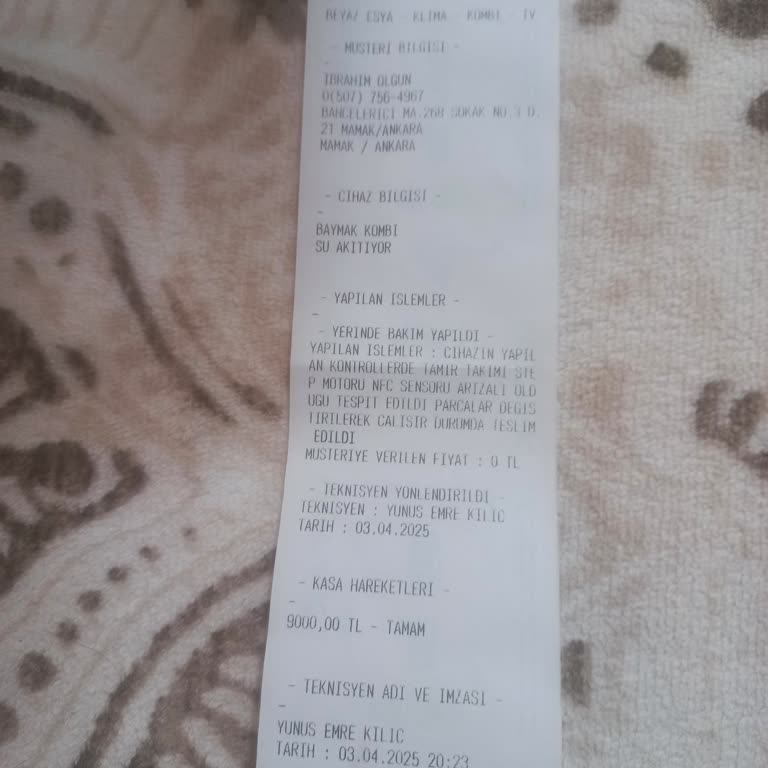 BEYAZ ESYA - KLIMA - KOMBI - TV
- MUSTERI BILGISI -
-
IBRAHIM OLGUN
0(507) 756-4967
BAHCELERICI MA.268 SOKAK NO.3 D.
21 MAMAK/ANKARA
MAMAK / ANKARA
- CIHAZ BILGISI -
-
BAYMAK KOMBI
SU AKITIYOR
- YAPILAN ISLEMLER -
-
- YERINDE BAKIM YAPILDI -
YAPILAN ISLEMLER : CIHAZIN YAPIL
AN KONTROLLERDE TAMIR TAKIMI STE
P MOTORU NFC SENSORU ARIZALI OLD
UGU TESPIT EDILDI PARCALAR DEGIS
TIRILEREK CALISIR DURUMDA TESLIM
EDILDI
MUSTERIYE VERILEN FIYAT : 0 TL
- TEKNISYEN YONLENDIRILDI -
TEKNISYEN : YUNUS EMRE KILIC
TARIH : 03.04.2025
- KASA HAREKETLERI -
-
9000,00 TL - TAMAM
- TEKNISYEN ADI VE IMZASI -
-
YUNUS EMRE KILIC
TARIH : 03.04.2025 20:23